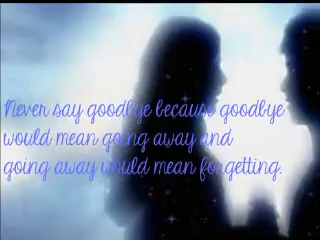 Never say goodbye because goodbye
would mean going away and
going away would mean forgetting.